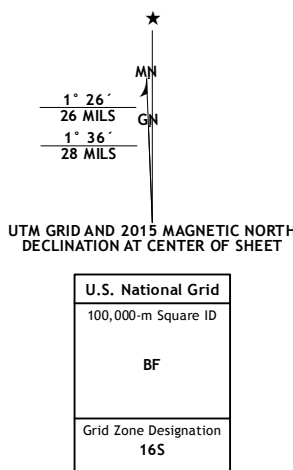 ★
MN
1° 26´
26 MILS
GN
1° 36´
28 MILS
UTM GRID AND 2015 MAGNETIC NORTH
DECLINATION AT CENTER OF SHEET
U.S. National Grid
100,000-m Square ID
BF
Grid Zone Designation
16S